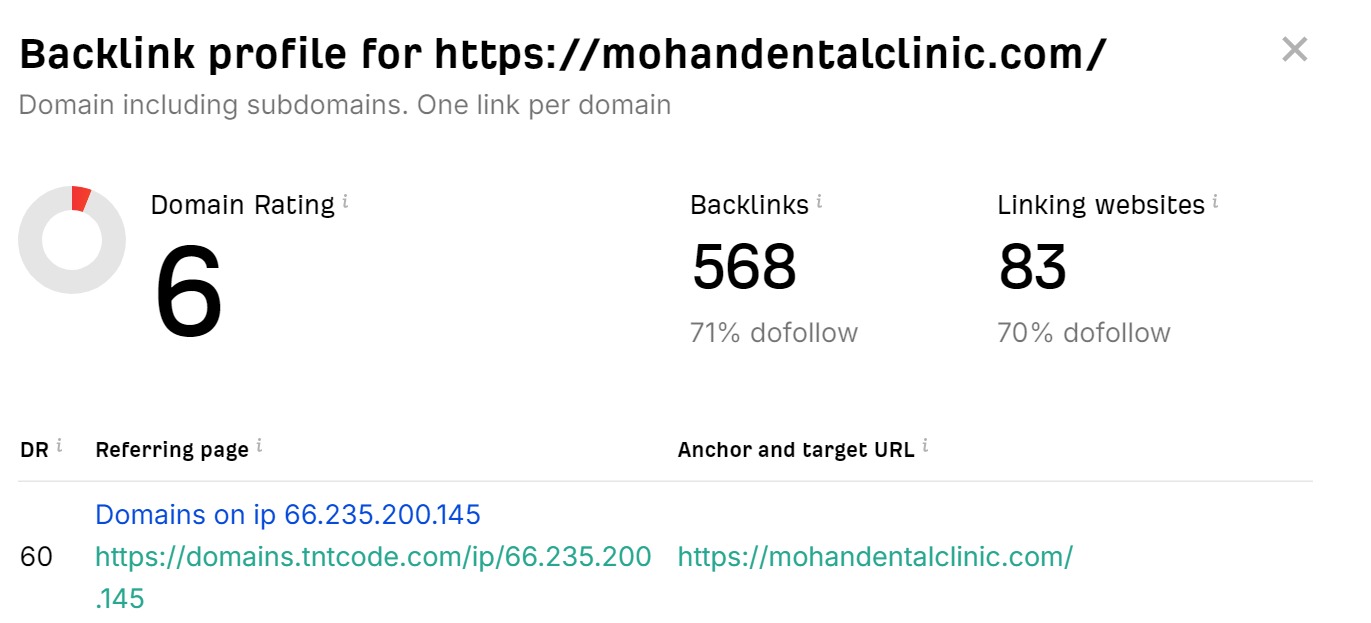 Backlink profile for https://mohandentalclinic.com/
Domain including subdomains. One link per domain
Domain Rating i
6
Backlinks i
568
71% dofollow
Linking websites i
83
70% dofollow
DR i
Referring page i
Anchor and target URL i
60
Domains on ip 66.235.200.145
https://domains.tntcode.com/ip/66.235.200
.145
https://mohandentalclinic.com/